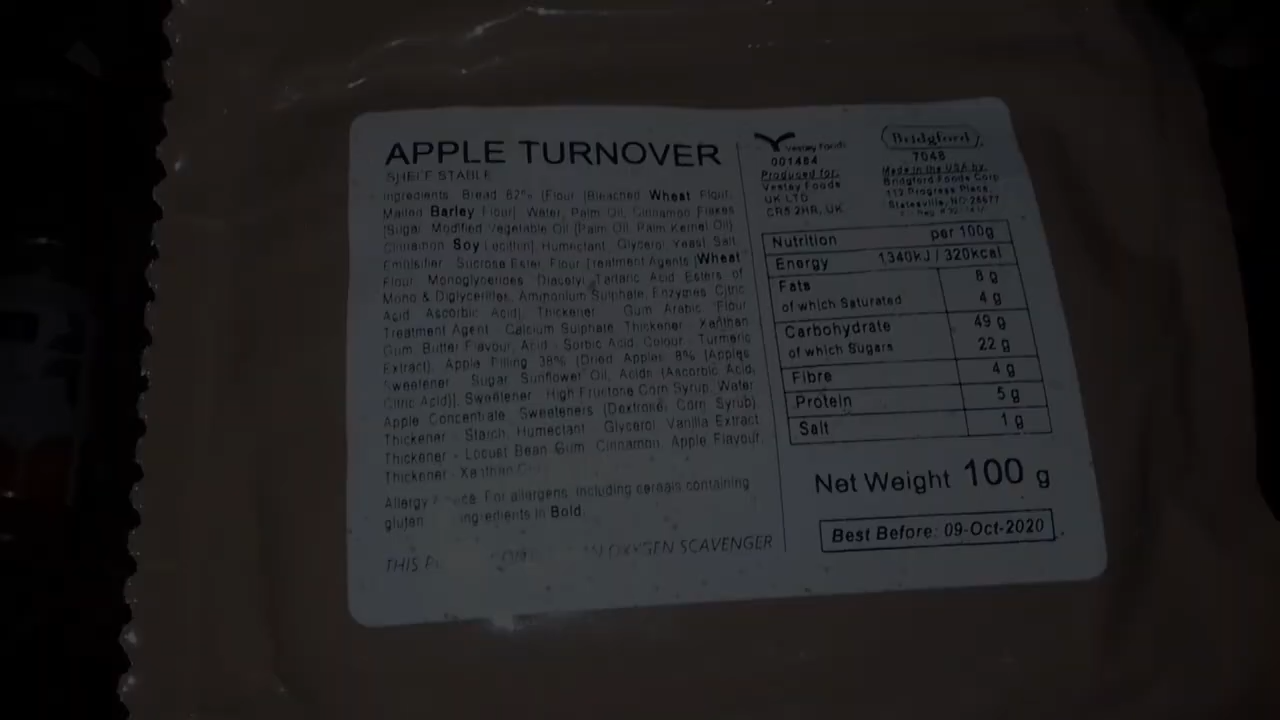 APPLE TURNOVER
SHELF STABLE
Ingredients: Bread 62% [Flour [Bleached Wheat Flour,
Malted Barley Flour], Water, Palm Oil, Cinnamon Flakes
[Sugar, Modified Vegetable Oil [Palm Oil, Palm Kernel Oil],
Cinnamon, Soy Lecithin], Humectant - Glycerol, Yeast, Salt,
Emulsifier - Sucrose Ester, Flour Treatment Agents [Wheat
Flour, Monoglycerides, Diacetyl Tartaric Acid Esters of
Mono & Diglycerides, Ammonium Sulphate, Enzymes, Citric
Acid, Ascorbic Acid], Thickener - Gum Arabic, Flour
Treatment Agent - Calcium Sulphate, Thickener - Xanthan
Gum, Butter Flavour, Acid - Sorbic Acid, Colour - Turmeric
Extract], Apple Filling 38% [Dried Apples 8% [Apples,
Sweetener - Sugar, Sunflower Oil, Acids (Ascorbic Acid,
Citric Acid)], Sweetener - High Fructose Corn Syrup, Water,
Apple Concentrate, Sweeteners (Dextrose, Corn Syrup),
Thickener - Starch, Humectant - Glycerol, Vanilla Extract,
Thickener - Locust Bean Gum, Cinnamon, Apple Flavour,
Thickener - Xanthan
Allergy For allergens, including cereals containing
gluten ingredients in Bold.
THIS OXYGEN SCAVENGER
Vestey Foods
001484
Produced for:
Vestey Foods
UK LTD
CR5 2HR, UK
Bridgford
7048
Made in the USA by:
Bridgford Foods Corp
112 Progress Place,
Statesville, NC 28677
Nutrition per 100g
Energy 1340kJ / 320kcal
Fats 8 g
of which Saturated 4 g
Carbohydrate 49 g
of which Sugars 22 g
Fibre 4 g
Protein 5 g
Salt 1 g
Net Weight 100 g
Best Before: 09-Oct-2020